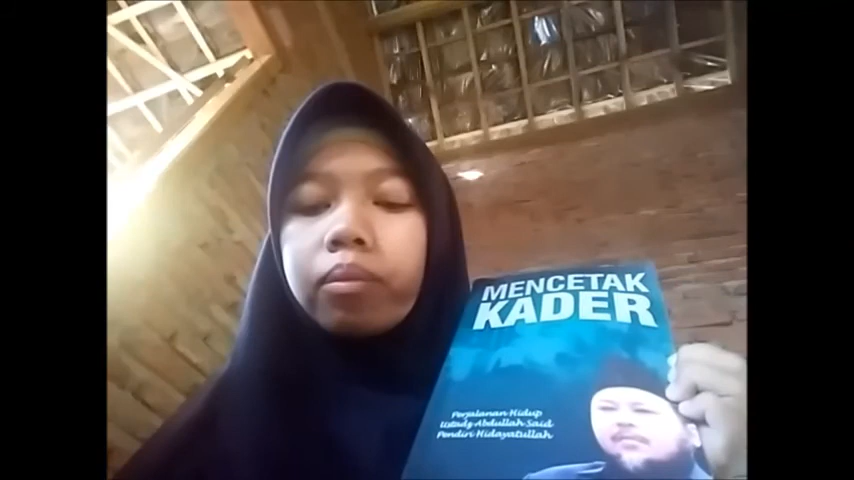 MENCETAK
KADER
Perjalanan Hidup
Ustadz Abdullah Said
Pendiri Hidayatullah